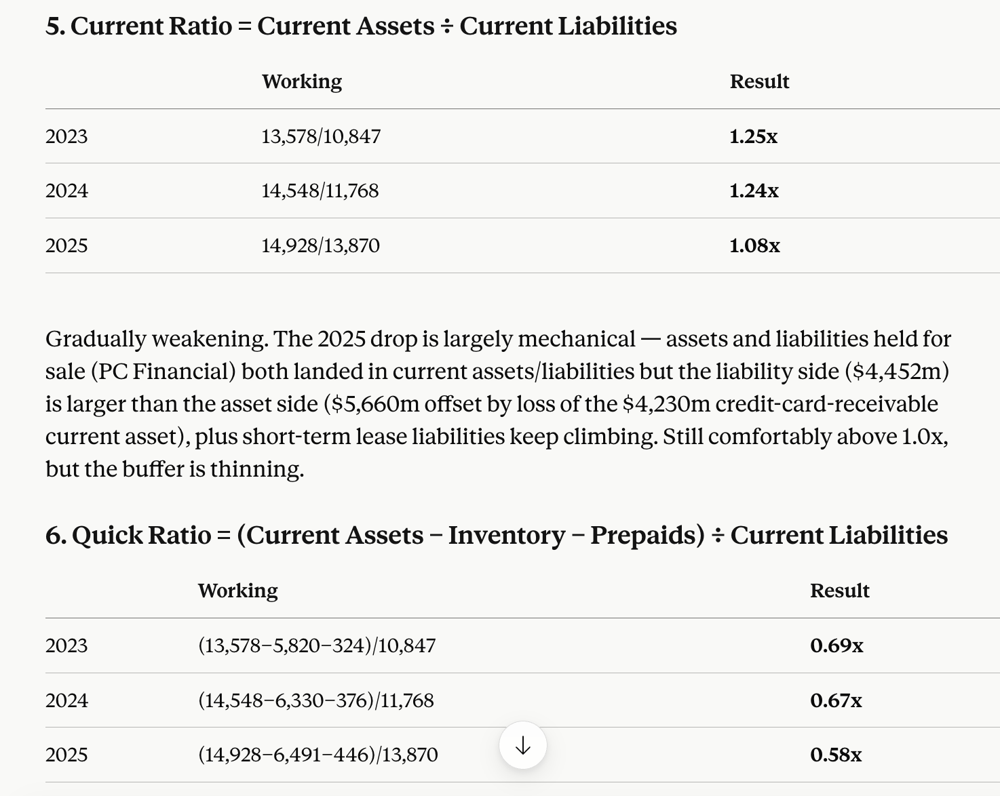 5. Current Ratio = Current Assets ÷ Current Liabilities
Working Result
2023 13,578/10,847 1.25x
2024 14,548/11,768 1.24x
2025 14,928/13,870 1.08x
Gradually weakening. The 2025 drop is largely mechanical — assets and liabilities held for
sale (PC Financial) both landed in current assets/liabilities but the liability side ($4,452m)
is larger than the asset side ($5,660m offset by loss of the $4,230m credit-card-receivable
current asset), plus short-term lease liabilities keep climbing. Still comfortably above 1.0x,
but the buffer is thinning.
6. Quick Ratio = (Current Assets − Inventory − Prepaids) ÷ Current Liabilities
Working Result
2023 (13,578−5,820−324)/10,847 0.69x
2024 (14,548−6,330−376)/11,768 0.67x
2025 (14,928−6,491−446)/13,870 0.58x